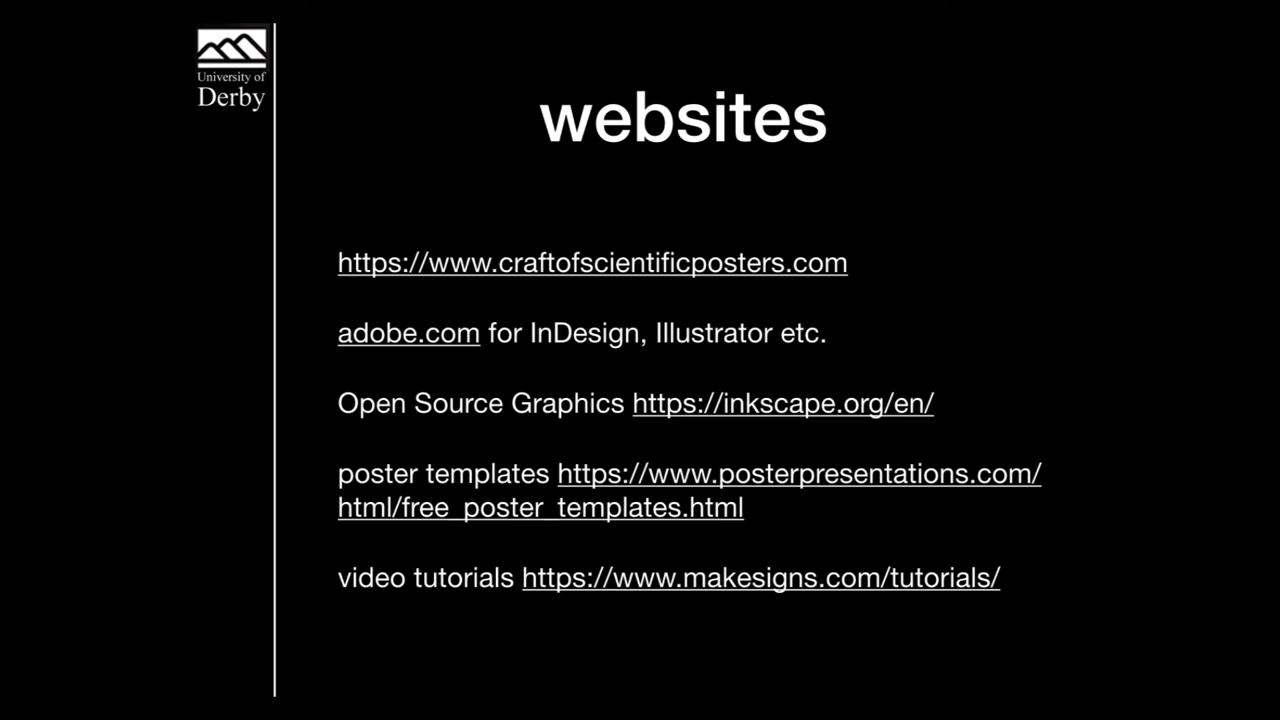 University of
Derby
websites
https://www.craftofscientificposters.com
adobe.com for InDesign, Illustrator etc.
Open Source Graphics https://inkscape.org/en/
poster templates https://www.posterpresentations.com/
html/free_poster_templates.html
video tutorials https://www.makesigns.com/tutorials/